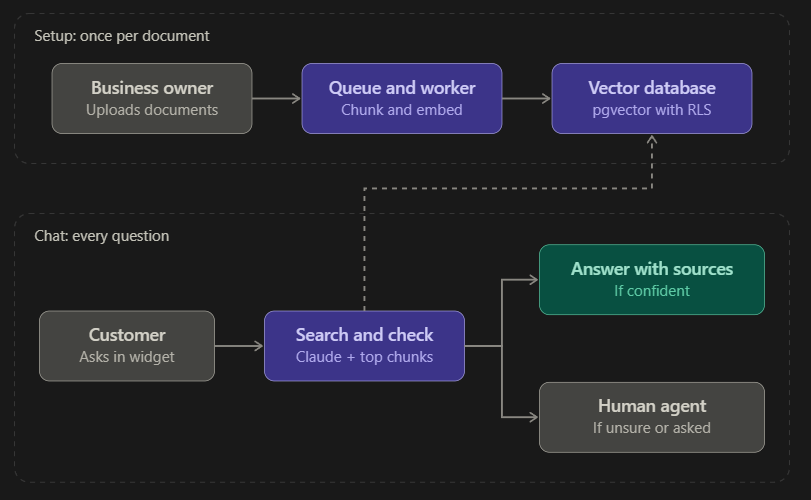 Setup: once per document
Business owner
Uploads documents
Queue and worker
Chunk and embed
Vector database
pgvector with RLS
Chat: every question
Customer
Asks in widget
Search and check
Claude + top chunks
Answer with sources
If confident
Human agent
If unsure or asked